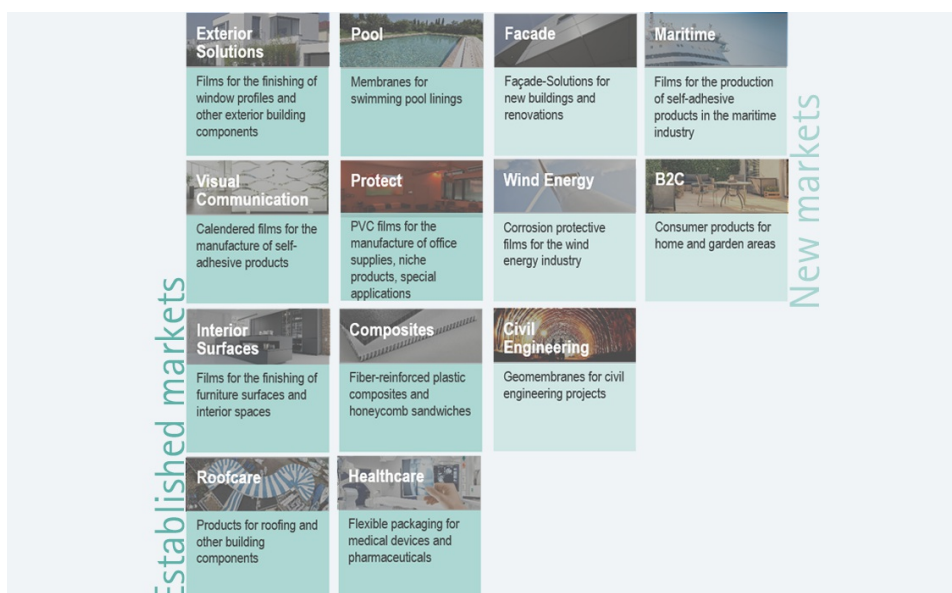 Exterior
Solutions
Films for the finishing of
window profiles and
other exterior building
components
Pool
Membranes for
swimming pool linings
Facade
Façade-Solutions for
new buildings and
renovations
Maritime
Films for the production
of self-adhesive
products in the maritime
industry
Visual
Communication
Calendered films for the
manufacture of self-
adhesive products
Protect
PVC films for the
manufacture of office
supplies, niche
products, special
applications
Wind Energy
Corrosion protective
films for the wind
energy industry
B2C
Consumer products for
home and garden areas
Interior
Surfaces
Films for the finishing of
furniture surfaces and
interior spaces
Composites
Fiber-reinforced plastic
composites and
honeycomb sandwiches
Civil
Engineering
Geomembranes for civil
engineering projects
Roofcare
Products for roofing and
other building
components
Healthcare
Flexible packaging for
medical devices and
pharmaceuticals
Established markets
New markets